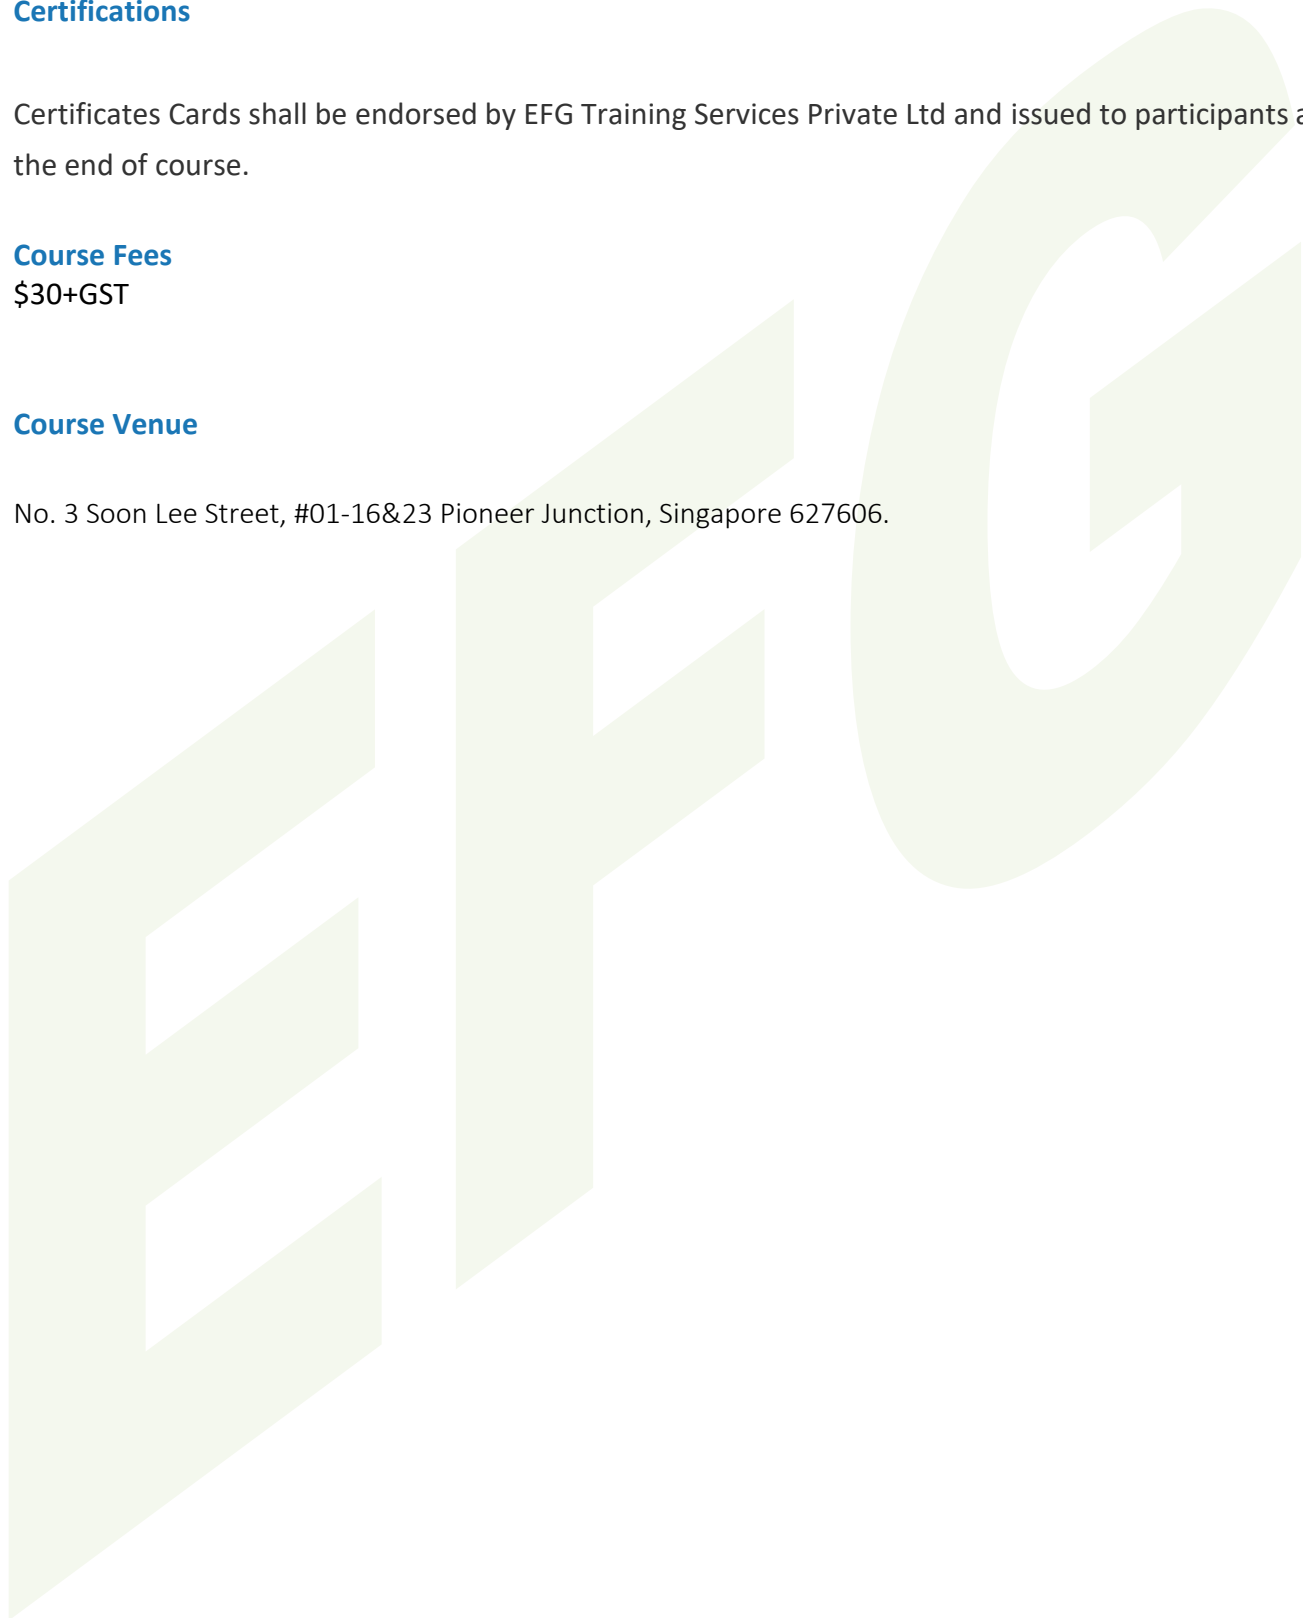 Certifications
Certificates Cards shall be endorsed by EFG Training Services Private Ltd and issued to participants
the end of course.
Course Fees
$30+GST
Course Venue
No. 3 Soon Lee Street, #01-16&23 Pioneer Junction, Singapore 627606.
EFG